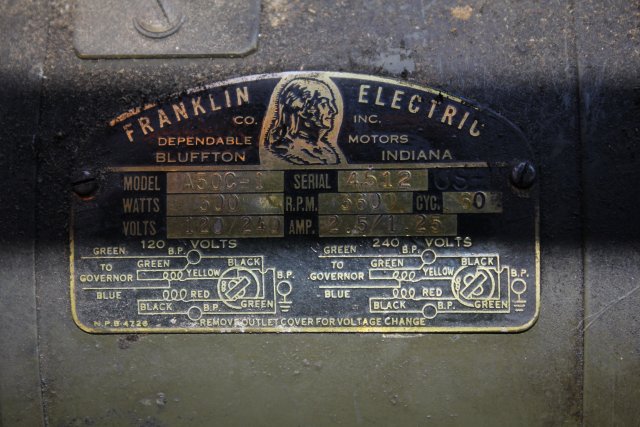 FRANKLIN ELECTRIC
CO. INC.
DEPENDABLE MOTORS
BLUFFTON INDIANA
MODEL A50C-1 SERIAL 4512
WATTS 300 R.P.M. 3600 CYC. 60
VOLTS 120/240 AMP. 2.5/1.25
120 VOLTS 240 VOLTS
GREEN B.P. GREEN B.P.
TO GREEN BLACK TO GREEN BLACK
GOVERNOR YELLOW B.P. GOVERNOR YELLOW B.P.
BLUE RED BLUE RED
BLACK GREEN BLACK GREEN
B.P. B.P.
N.P.B-4726 REMOVE OUTLET COVER FOR VOLTAGE CHANGE